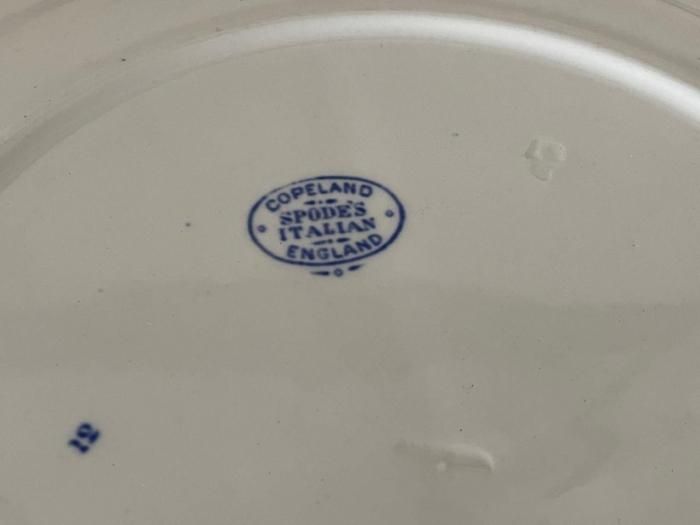 COPELAND
SPODE'S
ITALIAN
ENGLAND
12